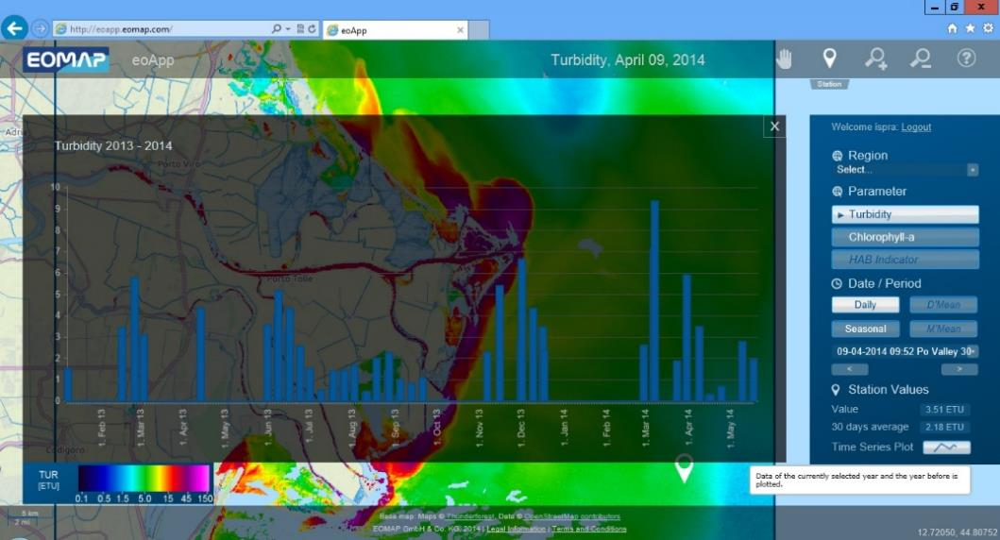 http://eoapp.eomap.com/
eoApp
EOMAP
eoApp
Turbidity, April 09, 2014
Station
Adri
Turbidity 2013 - 2014
X
Welcome ispra: Logout
Porto Viro
Region
Select...
Parameter
Turbidity
Chlorophyll-a
HAB Indicator
Porto Tolle
Date / Period
Daily
D'Mean
Seasonal
M'Mean
09-04-2014 09:52 Po Valley 30
<
>
Station Values
Value
3.51 ETU
30 days average
2.18 ETU
Time Series Plot
10
9
8
7
6
5
4
3
2
1
0
1. Feb 13
1. Mar 13
1. Apr 13
1. May 13
1. Jun 13
1. Jul 13
1. Aug 13
1. Sep 13
1. Oct 13
1. Nov 13
1. Dec 13
1. Jan 14
1. Feb 14
1. Mar 14
1. Apr 14
1. May 14
Codigoro
TUR
[ETU]
0.1 0.5 1.5 5.0 15 45 150
Data of the currently selected year and the year before is
plotted.
5 km
2 mi
Base map: Maps © Thunderforest, Data © OpenStreetMap contributors
EOMAP GmbH & Co. KG, 2014 | Legal Information | Terms and Conditions
12.72050, 44.80752